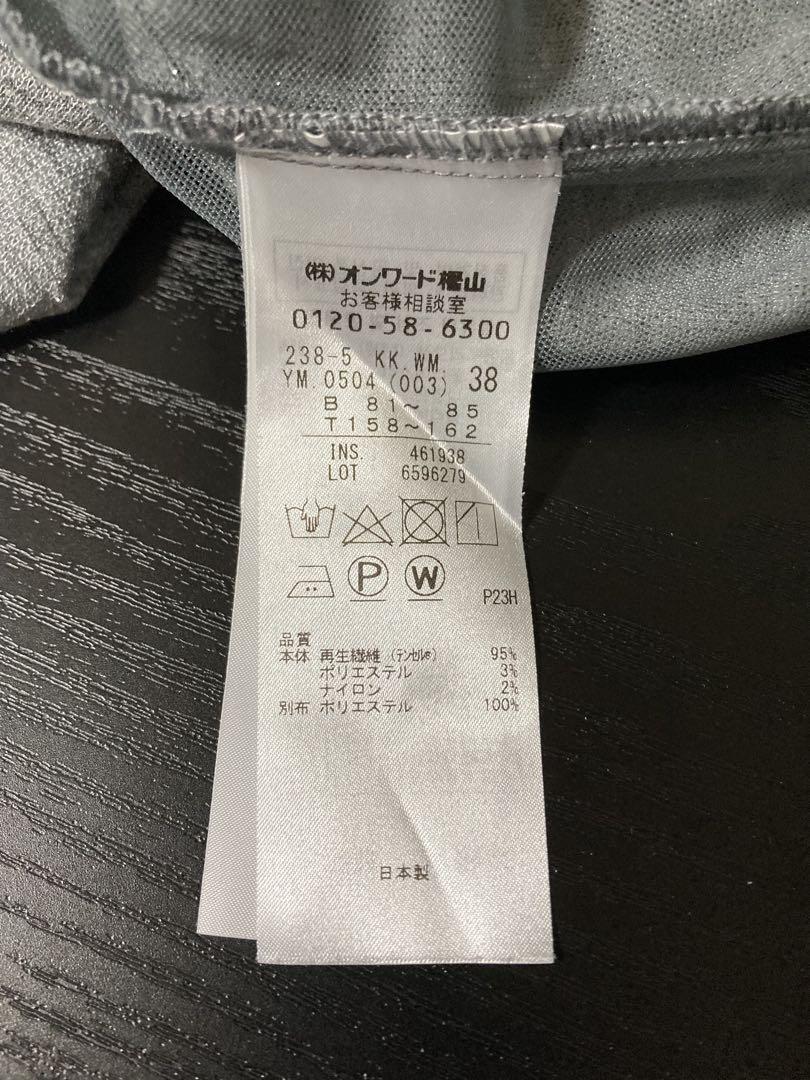 (株)オンワード樫山
お客様相談室
0120-58-6300
238-5 KK.WM.
YM.0504 (003) 38
B 81～ 85
T158～162
INS. 461938
LOT 6596279
P W
P23H
品質
本体 再生繊維 (テンセル®) 95%
ポリエステル 3%
ナイロン 2%
別布 ポリエステル 100%
日本製